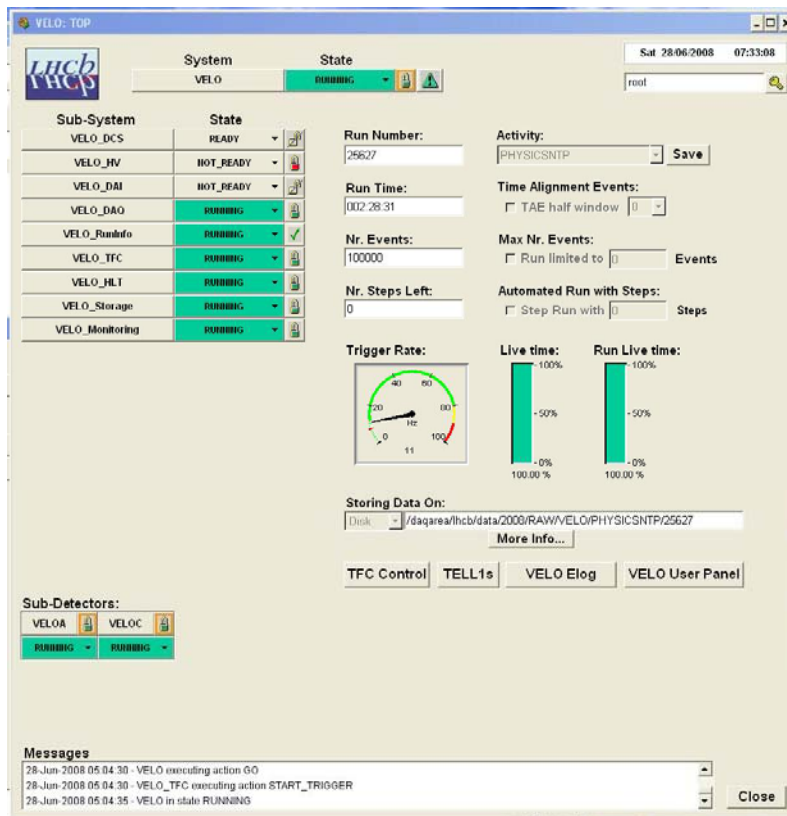 VELO: TOP
LHCb
System State
VELO RUNNING
Sat 28/06/2008 07:33:08
root
Sub-System State
VELO_DCS READY
VELO_HV NOT_READY
VELO_DAI NOT_READY
VELO_DAQ RUNNING
VELO_RunInfo RUNNING
VELO_TFC RUNNING
VELO_HLT RUNNING
VELO_Storage RUNNING
VELO_Monitoring RUNNING
Run Number: Activity:
25627 PHYSICSNTP Save
Run Time: Time Alignment Events:
002:28:31 TAE half window 0
Nr. Events: Max Nr. Events:
100000 Run limited to 0 Events
Nr. Steps Left: Automated Run with Steps:
0 Step Run with 0 Steps
Trigger Rate: Live time: Run Live time:
40 60
20 80
Hz
0 100
11
100% 100%
50% 50%
0% 0%
100.00 % 100.00 %
Storing Data On:
Disk /daqarea/lhcb/data/2008/RAW/VELO/PHYSICSNTP/25627
More Info...
TFC Control TELL1s VELO Elog VELO User Panel
Sub-Detectors:
VELOA VELOC
RUNNING RUNNING
Messages
28-Jun-2008 05:04:30 - VELO executing action GO
28-Jun-2008 05:04:30 - VELO_TFC executing action START_TRIGGER
28-Jun-2008 05:04:35 - VELO in state RUNNING
Close